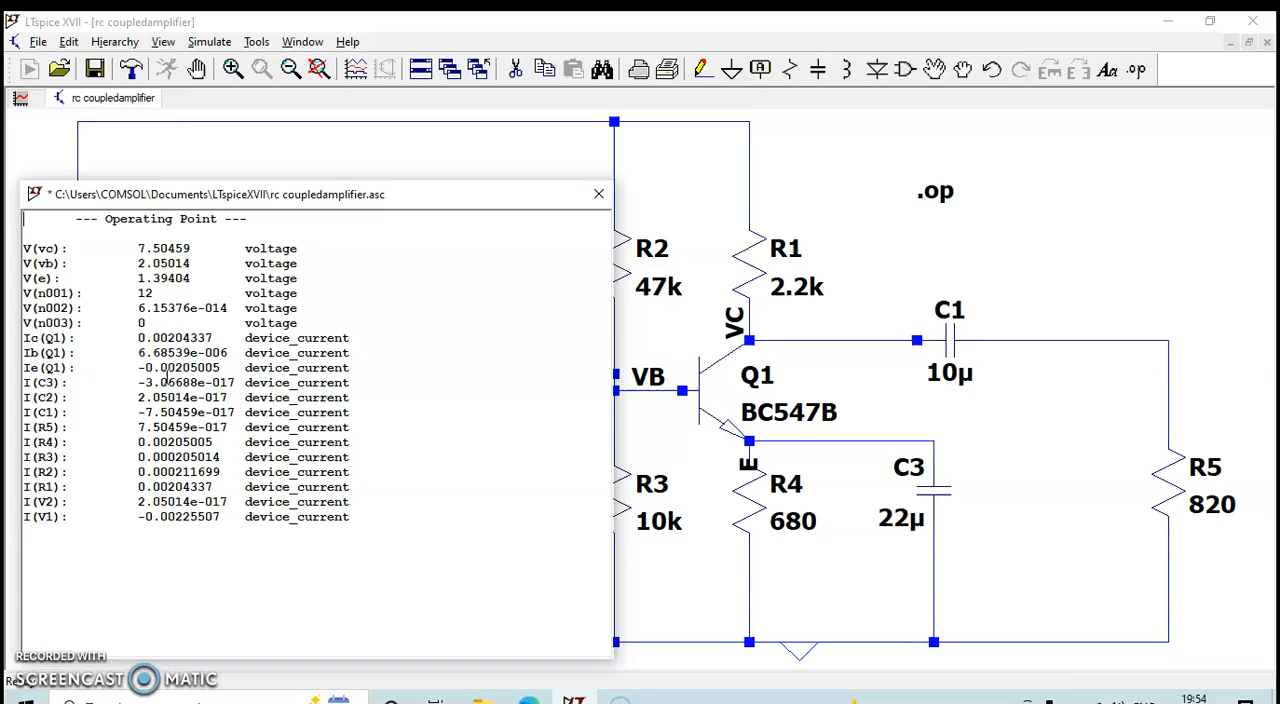 LTspice XVII - [rc coupledamplifier]
File Edit Hierarchy View Simulate Tools Window Help
rc coupledamplifier
* C:\Users\COMSOL\Documents\LTspiceXVII\rc coupledamplifier.asc
--- Operating Point ---
V(vc): 7.50459 voltage
V(vb): 2.05014 voltage
V(e): 1.39404 voltage
V(n001): 12 voltage
V(n002): 6.15376e-014 voltage
V(n003): 0 voltage
Ic(Q1): 0.00204337 device_current
Ib(Q1): 6.68539e-006 device_current
Ie(Q1): -0.00205005 device_current
I(C3): -3.06688e-017 device_current
I(C2): 2.05014e-017 device_current
I(C1): -7.50459e-017 device_current
I(R5): 7.50459e-017 device_current
I(R4): 0.00205005 device_current
I(R3): 0.000205014 device_current
I(R2): 0.000211699 device_current
I(R1): 0.00204337 device_current
I(V2): 2.05014e-017 device_current
I(V1): -0.00225507 device_current
.op
R2
47k
R1
2.2k
VC
C1
10µ
VB
Q1
BC547B
E
R3
10k
R4
680
C3
22µ
R5
820
Aa .op
RECORDED WITH
SCREENCAST MATIC
19:54